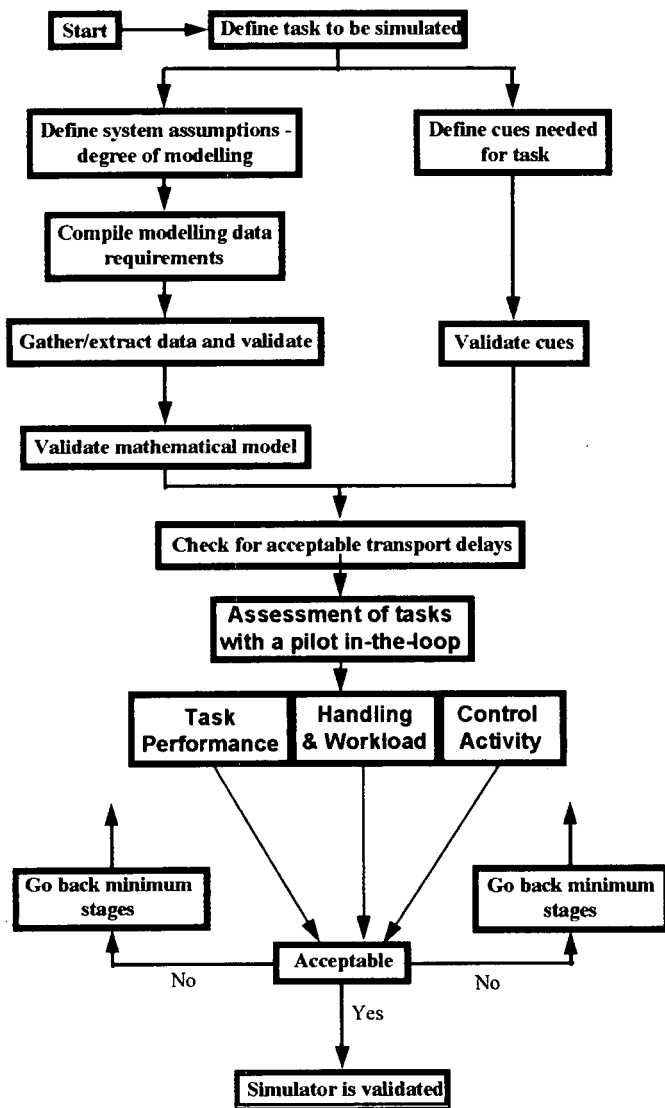 Start
Define task to be simulated
Define system assumptions -
degree of modelling
Define cues needed
for task
Compile modelling data
requirements
Gather/extract data and validate
Validate cues
Validate mathematical model
Check for acceptable transport delays
Assessment of tasks
with a pilot in-the-loop
Task
Performance
Handling
& Workload
Control
Activity
Go back minimum
stages
Go back minimum
stages
Acceptable
No
No
Yes
Simulator is validated